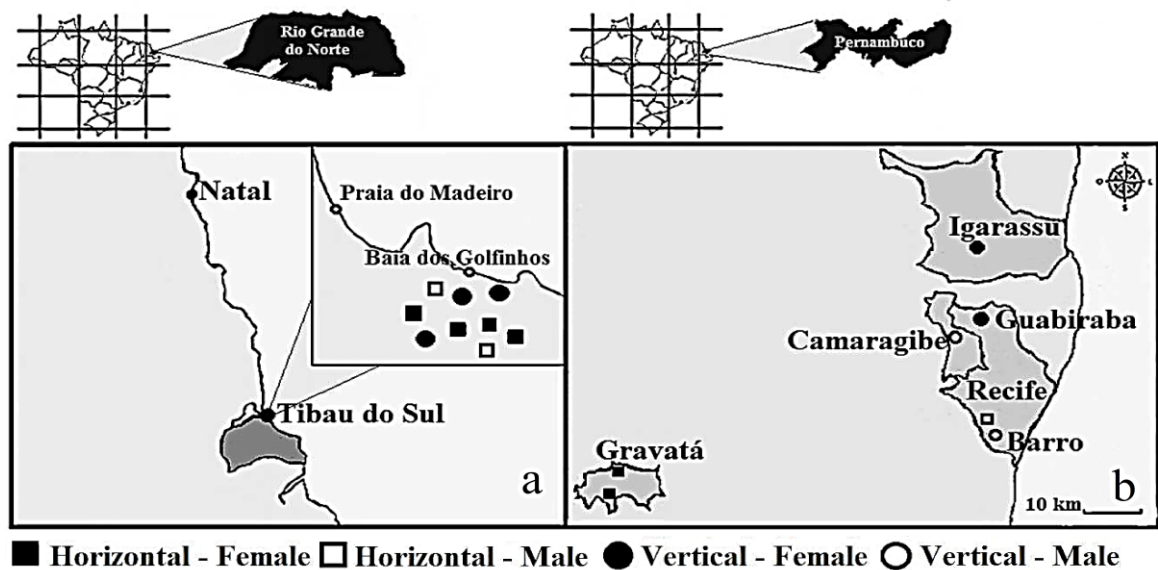 Rio Grande
do Norte
Pernambuco
Natal
Praia do Madeiro
Baia dos Golfinhos
Tibau do Sul
a
N
O
L
S
Igarassu
Guabiraba
Camaragibe
Recife
Barro
Gravatá
10 km
b
Horizontal - Female
Horizontal - Male
Vertical - Female
Vertical - Male